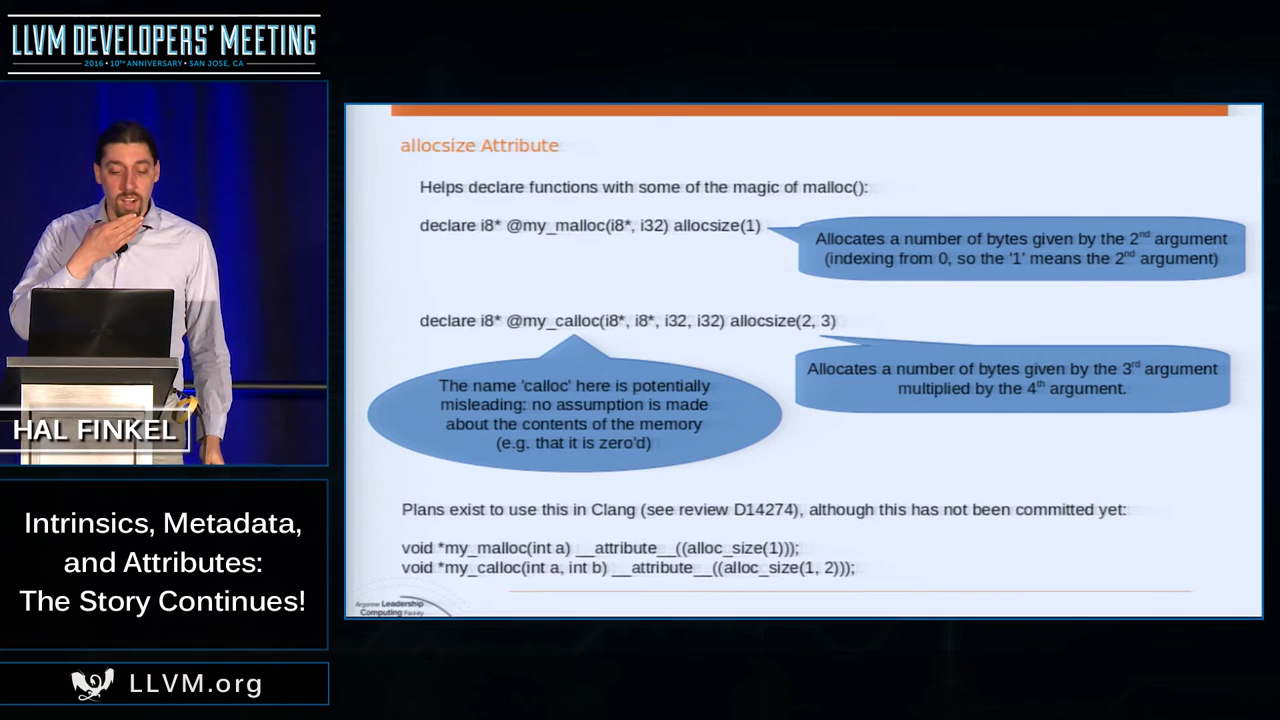 LLVM DEVELOPERS' MEETING
2016 • 10TH ANNIVERSARY • SAN JOSE, CA
HAL FINKEL
Intrinsics, Metadata,
and Attributes:
The Story Continues!
LLVM.org
allocsize Attribute
Helps declare functions with some of the magic of malloc():
declare i8* @my_malloc(i8*, i32) allocsize(1)
Allocates a number of bytes given by the 2nd argument
(indexing from 0, so the '1' means the 2nd argument)
declare i8* @my_calloc(i8*, i8*, i32, i32) allocsize(2, 3)
Allocates a number of bytes given by the 3rd argument
multiplied by the 4th argument.
The name 'calloc' here is potentially
misleading: no assumption is made
about the contents of the memory
(e.g. that it is zero'd)
Plans exist to use this in Clang (see review D14274), although this has not been committed yet:
void *my_malloc(int a) __attribute__((alloc_size(1)));
void *my_calloc(int a, int b) __attribute__((alloc_size(1, 2)));
Argonne Leadership
Computing Facility